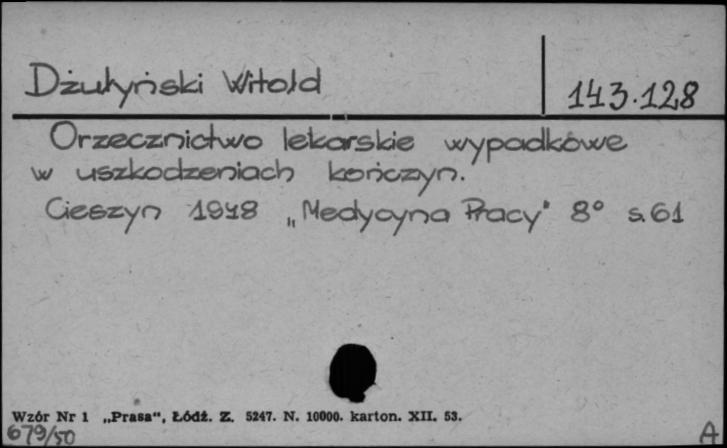 Dżułyński Witold
143.128
Orzecznictwo lekarskie wypadkowe
w uszkodzeniach kończyn.
Cieszyn 1948 „Medycyna Pracy" 8° s.61
Wzór Nr 1 „Prasa“, Łódź. Z. 5247. N. 10000. karton. XII. 53.
679/50
A